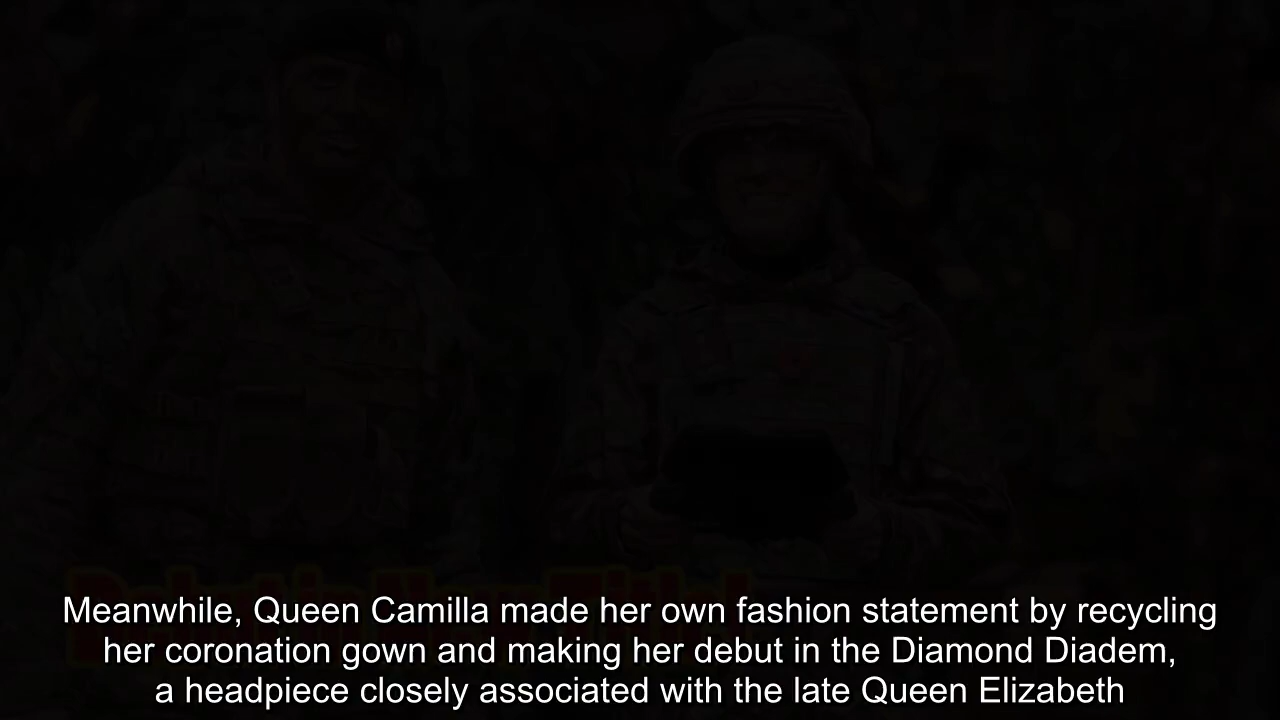 Meanwhile, Queen Camilla made her own fashion statement by recycling
her coronation gown and making her debut in the Diamond Diadem,
a headpiece closely associated with the late Queen Elizabeth